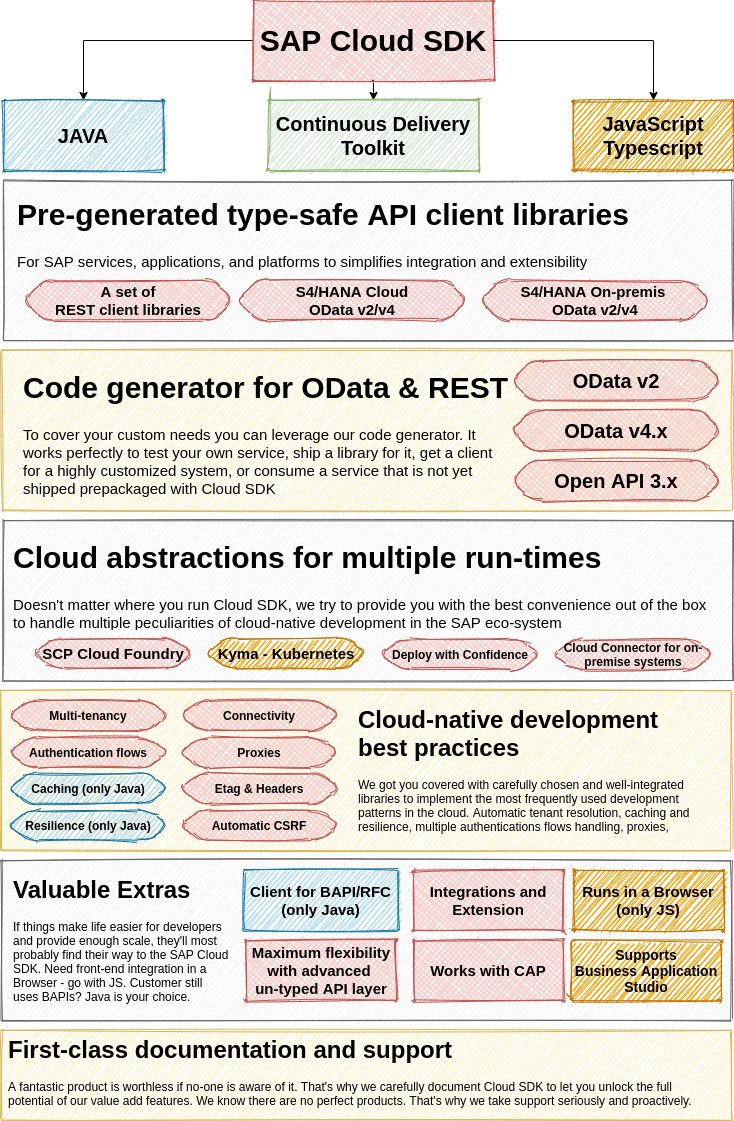 SAP Cloud SDK
JAVA
Continuous Delivery
Toolkit
JavaScript
Typescript
Pre-generated type-safe API client libraries
For SAP services, applications, and platforms to simplifies integration and extensibility
A set of
REST client libraries
S4/HANA Cloud
OData v2/v4
S4/HANA On-premis
OData v2/v4
Code generator for OData & REST
To cover your custom needs you can leverage our code generator. It
works perfectly to test your own service, ship a library for it, get a client
for a highly customized system, or consume a service that is not yet
shipped prepackaged with Cloud SDK
OData v2
OData v4.x
Open API 3.x
Cloud abstractions for multiple run-times
Doesn't matter where you run Cloud SDK, we try to provide you with the best convenience out of the box
to handle multiple peculiarities of cloud-native development in the SAP eco-system
SCP Cloud Foundry
Kyma - Kubernetes
Deploy with Confidence
Cloud Connector for on-
premise systems
Multi-tenancy
Connectivity
Authentication flows
Proxies
Caching (only Java)
Etag & Headers
Resilience (only Java)
Automatic CSRF
Cloud-native development
best practices
We got you covered with carefully chosen and well-integrated
libraries to implement the most frequently used development
patterns in the cloud. Automatic tenant resolution, caching and
resilience, multiple authentications flows handling, proxies,
Valuable Extras
If things make life easier for developers
and provide enough scale, they'll most
probably find their way to the SAP Cloud
SDK. Need front-end integration in a
Browser - go with JS. Customer still
uses BAPIs? Java is your choice.
Client for BAPI/RFC
(only Java)
Integrations and
Extension
Runs in a Browser
(only JS)
Maximum flexibility
with advanced
un-typed API layer
Works with CAP
Supports
Business Application
Studio
First-class documentation and support
A fantastic product is worthless if no-one is aware of it. That's why we carefully document Cloud SDK to let you unlock the full
potential of our value add features. We know there are no perfect products. That's why we take support seriously and proactively.